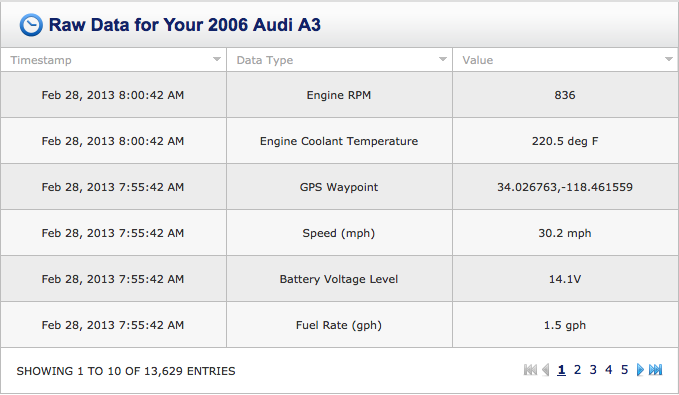 Raw Data for Your 2006 Audi A3
Timestamp Data Type Value
Feb 28, 2013 8:00:42 AM Engine RPM 836
Feb 28, 2013 8:00:42 AM Engine Coolant Temperature 220.5 deg F
Feb 28, 2013 7:55:42 AM GPS Waypoint 34.026763,-118.461559
Feb 28, 2013 7:55:42 AM Speed (mph) 30.2 mph
Feb 28, 2013 7:55:42 AM Battery Voltage Level 14.1V
Feb 28, 2013 7:55:42 AM Fuel Rate (gph) 1.5 gph
SHOWING 1 TO 10 OF 13,629 ENTRIES 1 2 3 4 5